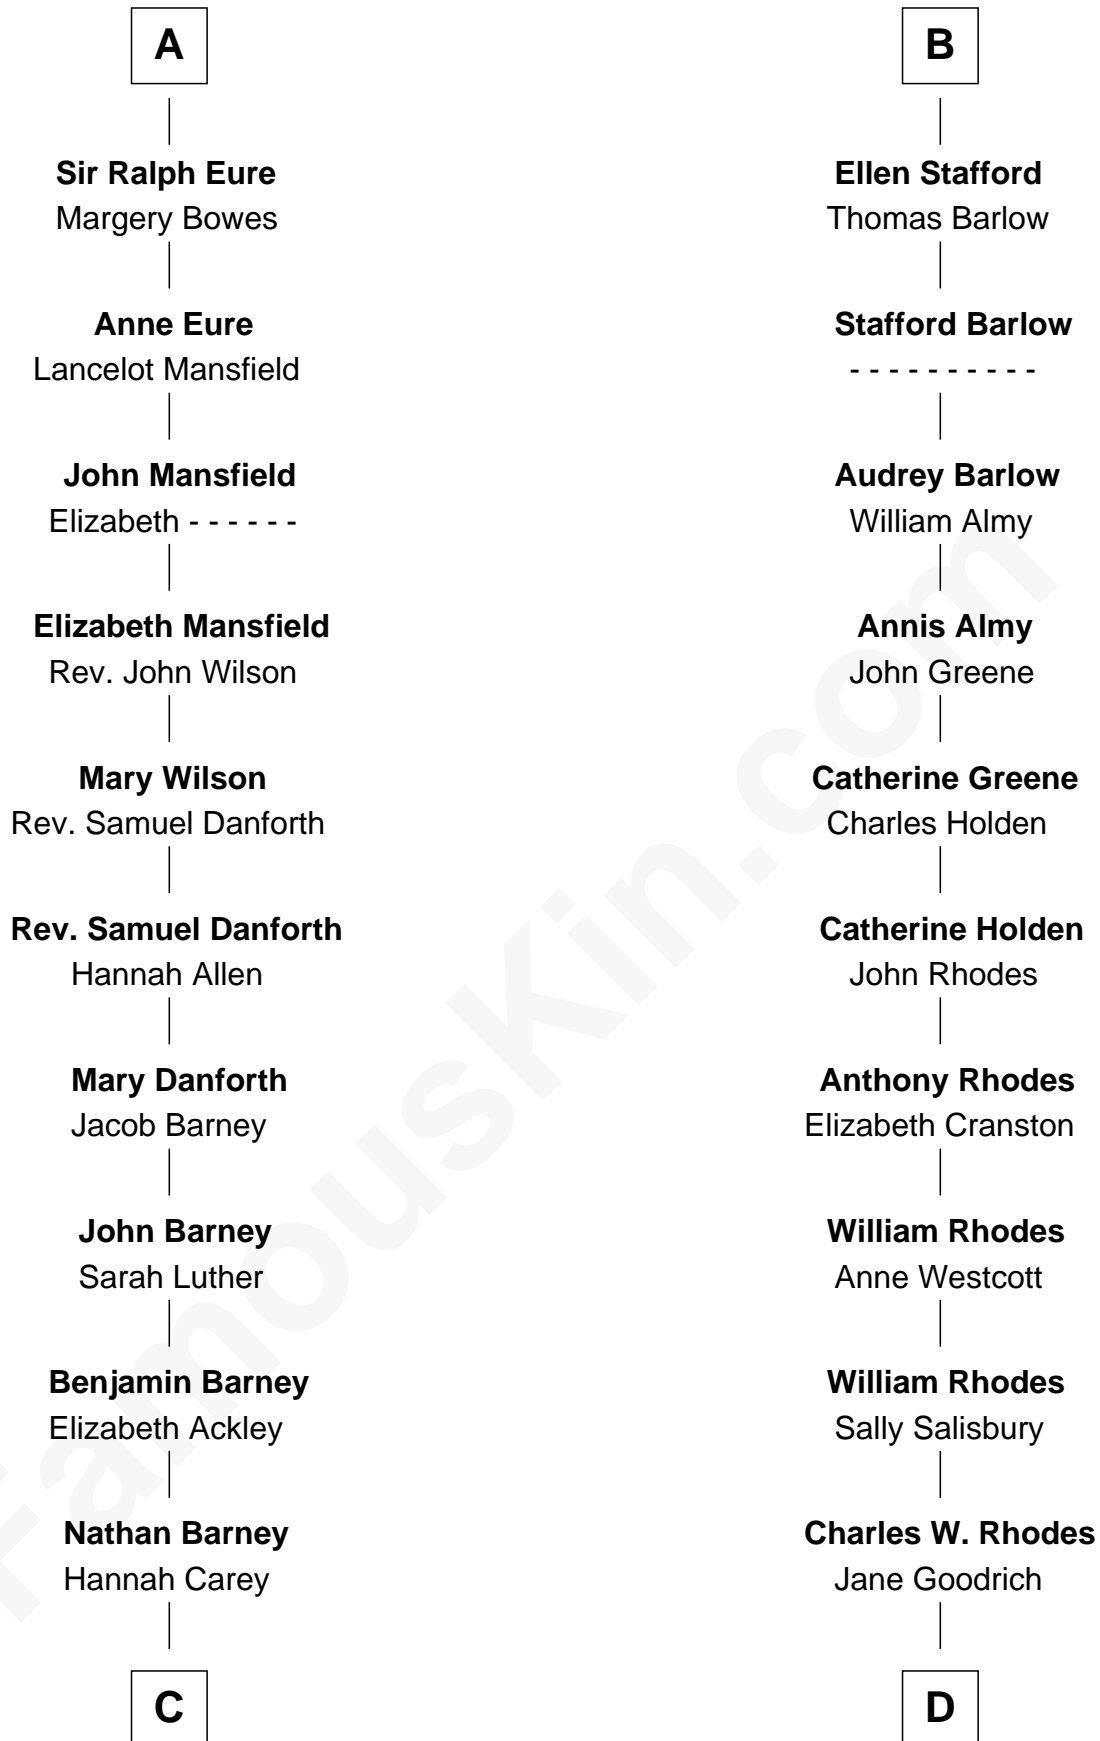 A
Sir Ralph Eure
Margery Bowes
Anne Eure
Lancelot Mansfield
John Mansfield
Elizabeth - - - - - -
Elizabeth Mansfield
Rev. John Wilson
Mary Wilson
Rev. Samuel Danforth
Rev. Samuel Danforth
Hannah Allen
Mary Danforth
Jacob Barney
John Barney
Sarah Luther
Benjamin Barney
Elizabeth Ackley
Nathan Barney
Hannah Carey
C
B
Ellen Stafford
Thomas Barlow
Stafford Barlow
- - - - - - - - - -
Audrey Barlow
William Almy
Annis Almy
John Greene
Catherine Greene
Charles Holden
Catherine Holden
John Rhodes
Anthony Rhodes
Elizabeth Cranston
William Rhodes
Anne Westcott
William Rhodes
Sally Salisbury
Charles W. Rhodes
Jane Goodrich
D
FamousKin.com